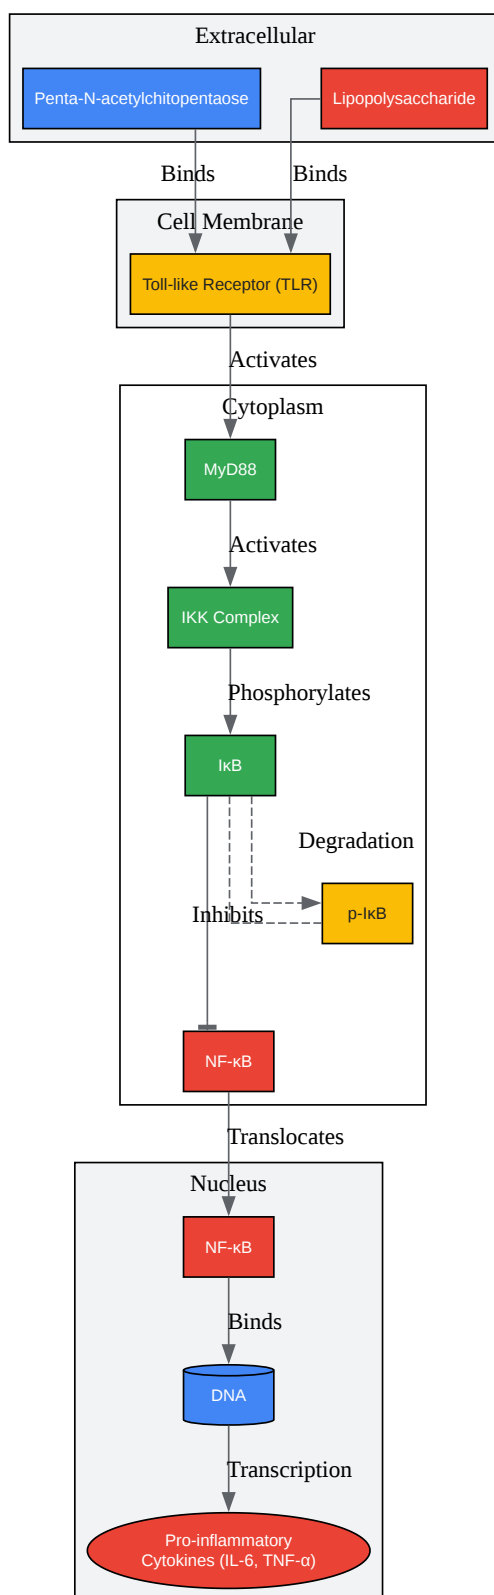 Extracellular
Penta-N-acetylchitopentaose
Lipopolysaccharide
Binds
Binds
Cell Membrane
Toll-like Receptor (TLR)
Activates
Cytoplasm
MyD88
Activates
IKK Complex
Phosphorylates
IκB
Degradation
Inhibits
p-IκB
NF-κB
Translocates
Nucleus
NF-κB
Binds
DNA
Transcription
Pro-inflammatory
Cytokines (IL-6, TNF-α)